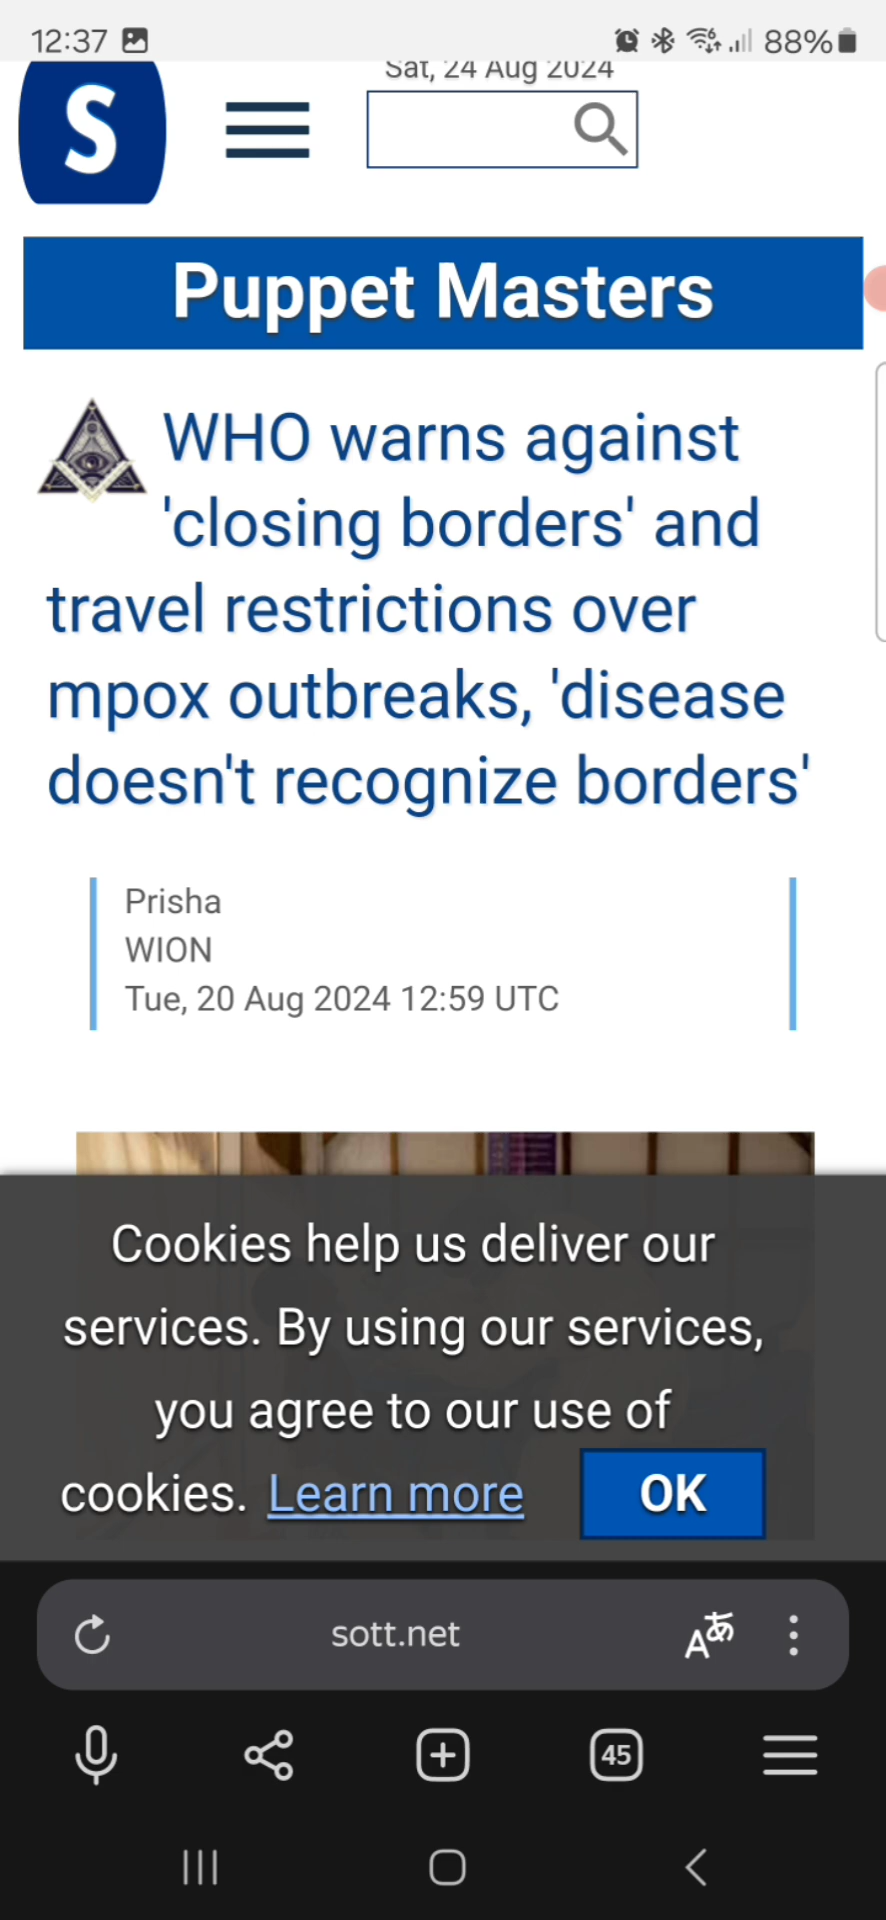 12:37
88%
Sat, 24 Aug 2024
S
Puppet Masters
WHO warns against
'closing borders' and
travel restrictions over
mpox outbreaks, 'disease
doesn't recognize borders'
Prisha
WION
Tue, 20 Aug 2024 12:59 UTC
Cookies help us deliver our
services. By using our services,
you agree to our use of
cookies. Learn more OK
sott.net Aあ
45